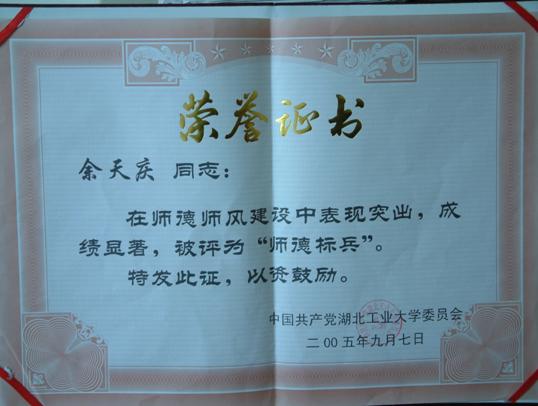 荣誉证书
余天庆 同志：
在师德师风建设中表现突出，成
绩显著，被评为“师德标兵”。
特发此证，以资鼓励。
中国共产党湖北工业大学委员会
二00五年九月七日